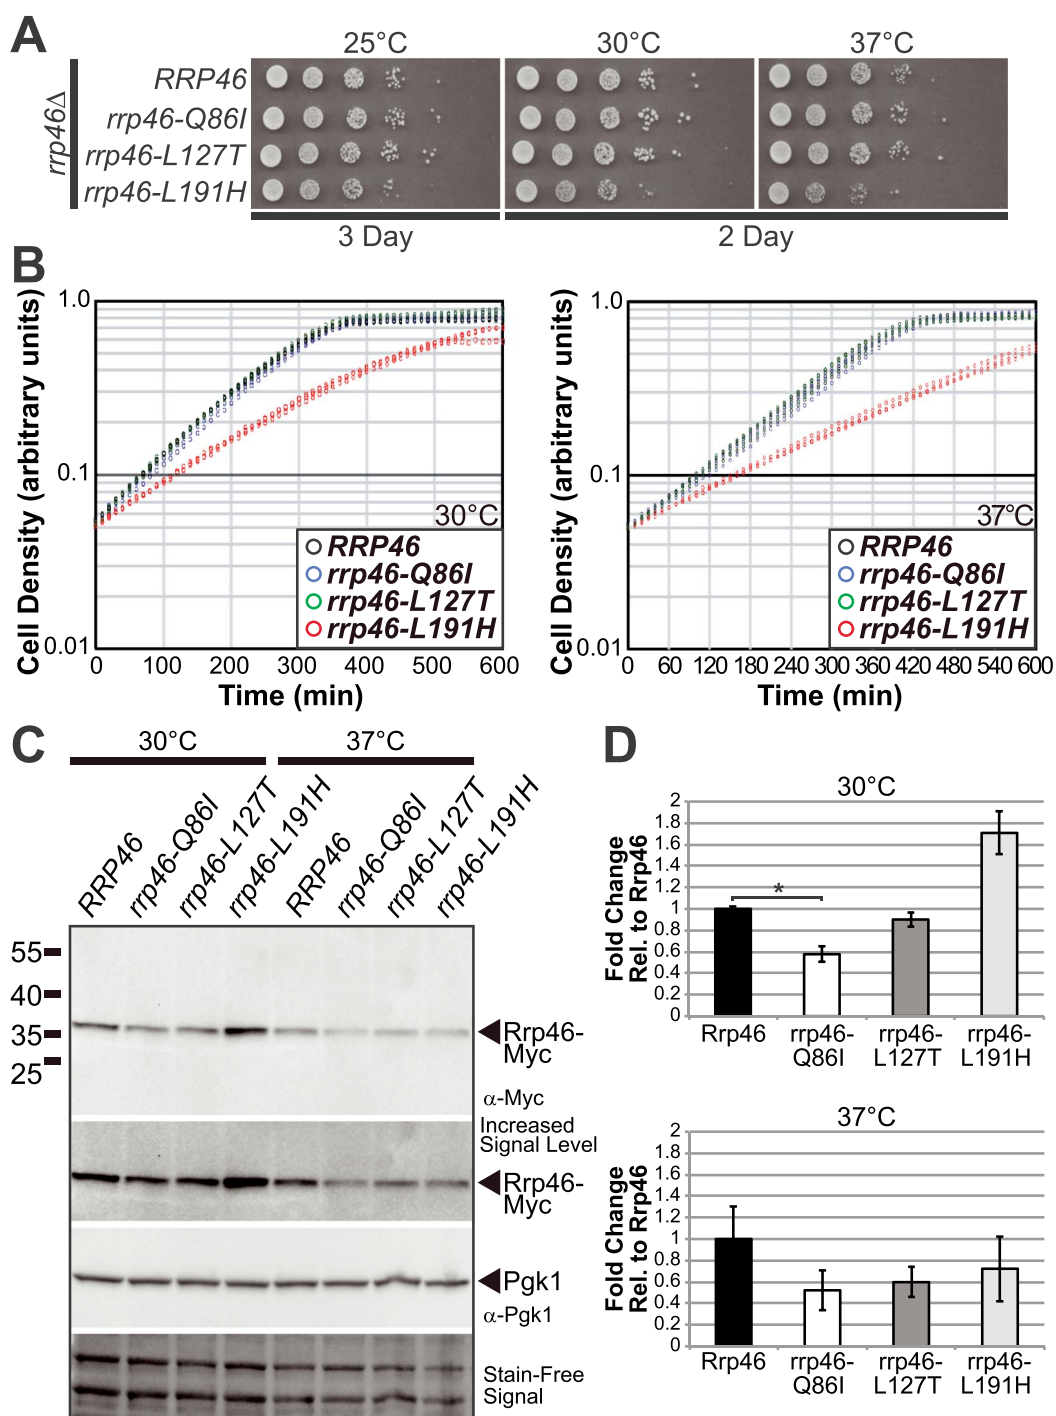 A
25°C
30°C
37°C
rrp46Δ
RRP46
rrp46-Q86I
rrp46-L127T
rrp46-L191H
3 Day
2 Day
B
Cell Density (arbitrary units)
1.0
0.1
0.01
30°C
RRP46
rrp46-Q86I
rrp46-L127T
rrp46-L191H
0 100 200 300 400 500 600
Time (min)
Cell Density (arbitrary units)
1.0
0.1
0.01
37°C
RRP46
rrp46-Q86I
rrp46-L127T
rrp46-L191H
0 60 120 180 240 300 360 420 480 540 600
Time (min)
C
30°C
37°C
RRP46
rrp46-Q86I
rrp46-L127T
rrp46-L191H
RRP46
rrp46-Q86I
rrp46-L127T
rrp46-L191H
55
40
35
25
Rrp46-
Myc
α-Myc
Increased
Signal Level
Rrp46-
Myc
Pgk1
α-Pgk1
Stain-Free
Signal
D
30°C
Fold Change
Rel. to Rrp46
2
1.8
1.6
1.4
1.2
1
0.8
0.6
0.4
0.2
0
*
Rrp46
rrp46-
Q86I
rrp46-
L127T
rrp46-
L191H
37°C
Fold Change
Rel. to Rrp46
2
1.8
1.6
1.4
1.2
1
0.8
0.6
0.4
0.2
0
Rrp46
rrp46-
Q86I
rrp46-
L127T
rrp46-
L191H